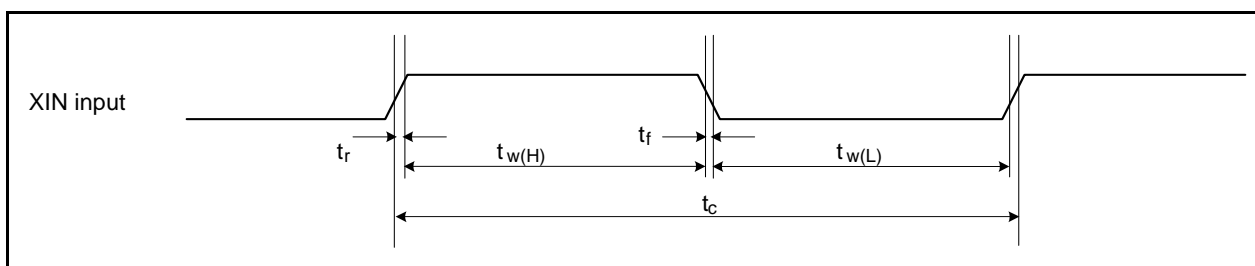 XIN input
tr
tw(H)
tf
tw(L)
tc